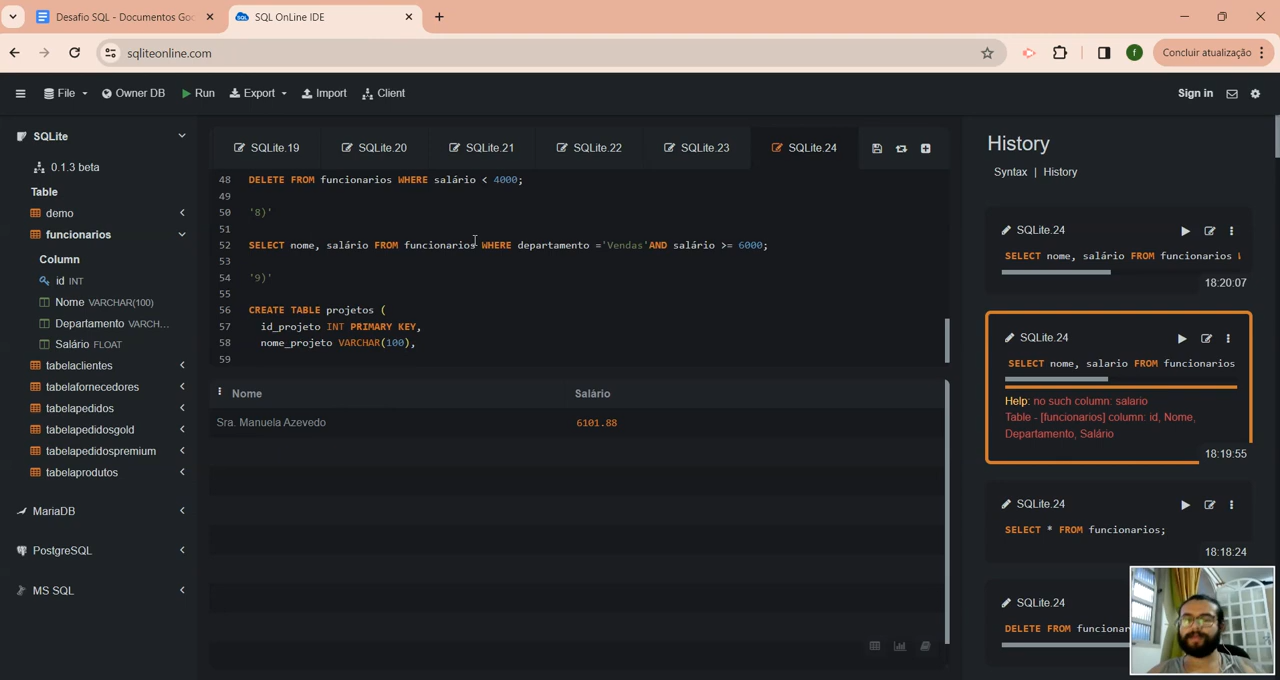 Desafio SQL - Documentos Goo
SQL OnLine IDE
sqliteonline.com
f
Concluir atualização
File
Owner DB
Run
Export
Import
Client
Sign in
SQLite
0.1.3 beta
Table
demo
funcionarios
Column
id INT
Nome VARCHAR(100)
Departamento VARCH...
Salário FLOAT
tabelaclientes
tabelafornecedores
tabelapedidos
tabelapedidosgold
tabelapedidospremium
tabelaprodutos
MariaDB
PostgreSQL
MS SQL
SQLite.19
SQLite.20
SQLite.21
SQLite.22
SQLite.23
SQLite.24
48 DELETE FROM funcionarios WHERE salário < 4000;
49
50 '8)'
51
52 SELECT nome, salário FROM funcionarios WHERE departamento ='Vendas'AND salário >= 6000;
53
54 '9)'
55
56 CREATE TABLE projetos (
57 id_projeto INT PRIMARY KEY,
58 nome_projeto VARCHAR(100),
59
Nome Salário
Sra. Manuela Azevedo 6101.88
History
Syntax | History
SQLite.24
SELECT nome, salário FROM funcionarios
18:20:07
SQLite.24
SELECT nome, salario FROM funcionarios
Help: no such column: salario
Table - [funcionarios] column: id, Nome,
Departamento, Salário
18:19:55
SQLite.24
SELECT * FROM funcionarios;
18:18:24
SQLite.24
DELETE FROM funcionar